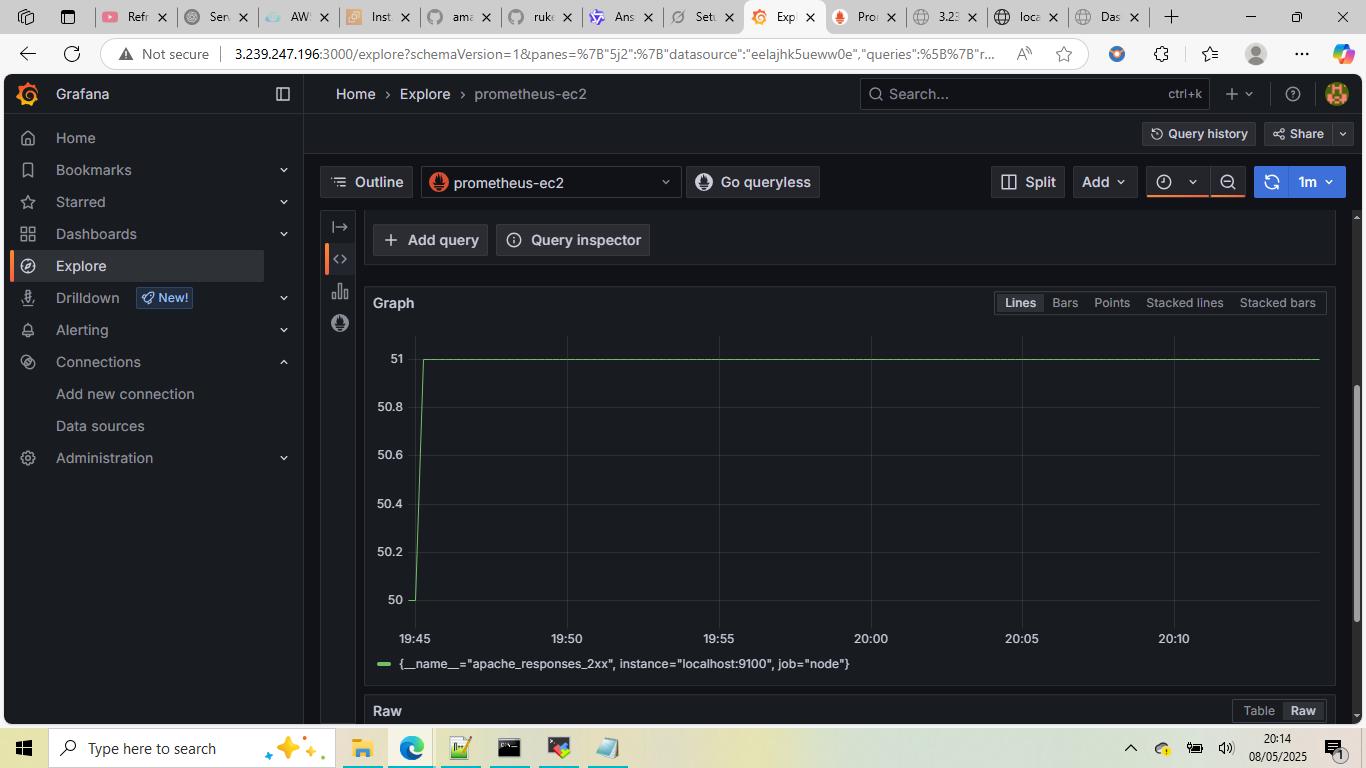 Refr
Serv
AWS
Inst
ama
ruke
Ans
Setu
Exp
Pro
3.23
loca
Das
Not secure
3.239.247.196:3000/explore?schemaVersion=1&panes=%7B"5j2":%7B"datasource":"eelajhk5ueww0e","queries":%5B%7B"r...
Grafana
Home › Explore › prometheus-ec2
Search... ctrl+k
Query history
Share
Home
Bookmarks
Starred
Dashboards
Explore
Drilldown New!
Alerting
Connections
Add new connection
Data sources
Administration
Outline
prometheus-ec2
Go queryless
Split
Add
1m
+ Add query
Query inspector
Graph
Lines Bars Points Stacked lines Stacked bars
51
50.8
50.6
50.4
50.2
50
19:45 19:50 19:55 20:00 20:05 20:10
{__name__="apache_responses_2xx", instance="localhost:9100", job="node"}
Raw
Table Raw
Type here to search
20:14
08/05/2025
1